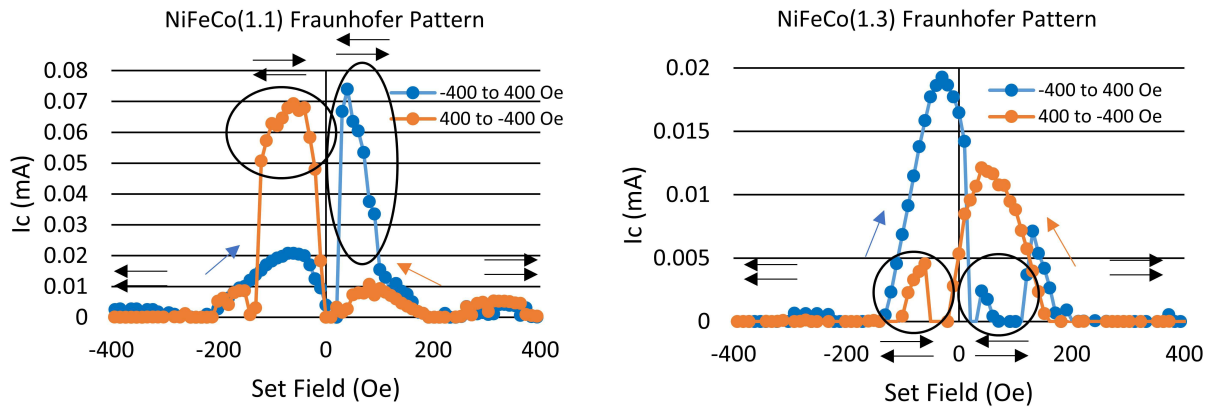 NiFeCo(1.1) Fraunhofer Pattern
0.08
0.07
0.06
0.05
0.04
0.03
0.02
0.01
0
-400
-200
0
200
400
Ic (mA)
Set Field (Oe)
-400 to 400 Oe
400 to -400 Oe
NiFeCo(1.3) Fraunhofer Pattern
0.02
0.015
0.01
0.005
0
-400
-200
0
200
400
Ic (mA)
Set Field (Oe)
-400 to 400 Oe
400 to -400 Oe